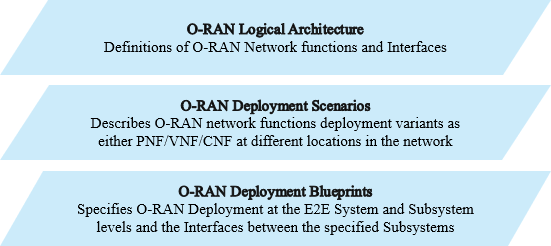 O-RAN Logical Architecture
Definitions of O-RAN Network functions and Interfaces
O-RAN Deployment Scenarios
Describes O-RAN network functions deployment variants as
either PNF/VNF/CNF at different locations in the network
O-RAN Deployment Blueprints
Specifies O-RAN Deployment at the E2E System and Subsystem
levels and the Interfaces between the specified Subsystems